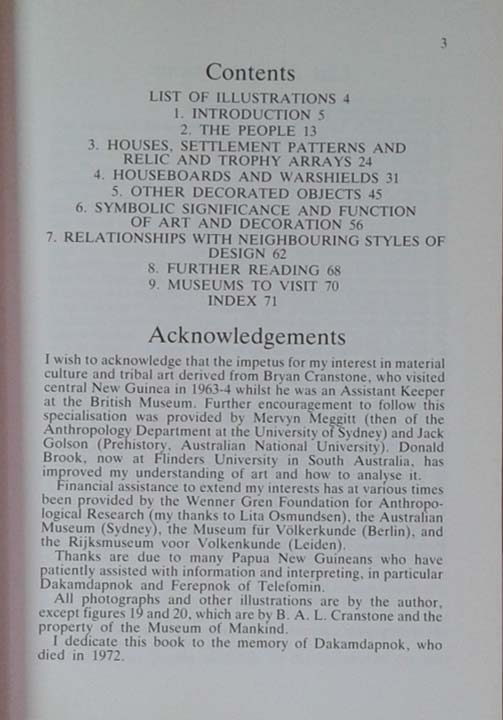 3
Contents
LIST OF ILLUSTRATIONS 4
1. INTRODUCTION 5
2. THE PEOPLE 13
3. HOUSES, SETTLEMENT PATTERNS AND
RELIC AND TROPHY ARRAYS 24
4. HOUSEBOARDS AND WARSHIELDS 31
5. OTHER DECORATED OBJECTS 45
6. SYMBOLIC SIGNIFICANCE AND FUNCTION
OF ART AND DECORATION 56
7. RELATIONSHIPS WITH NEIGHBOURING STYLES OF
DESIGN 62
8. FURTHER READING 68
9. MUSEUMS TO VISIT 70
INDEX 71
Acknowledgements
I wish to acknowledge that the impetus for my interest in material
culture and tribal art derived from Bryan Cranstone, who visited
central New Guinea in 1963-4 whilst he was an Assistant Keeper
at the British Museum. Further encouragement to follow this
specialisation was provided by Mervyn Meggitt (then of the
Anthropology Department at the University of Sydney) and Jack
Golson (Prehistory, Australian National University). Donald
Brook, now at Flinders University in South Australia, has
improved my understanding of art and how to analyse it.
Financial assistance to extend my interests has at various times
been provided by the Wenner Gren Foundation for Anthropo-
logical Research (my thanks to Lita Osmundsen), the Australian
Museum (Sydney), the Museum für Völkerkunde (Berlin), and
the Rijksmuseum voor Volkenkunde (Leiden).
Thanks are due to many Papua New Guineans who have
patiently assisted with information and interpreting, in particular
Dakamdapnok and Ferepnok of Telefomin.
All photographs and other illustrations are by the author,
except figures 19 and 20, which are by B. A. L. Cranstone and the
property of the Museum of Mankind.
I dedicate this book to the memory of Dakamdapnok, who
died in 1972.